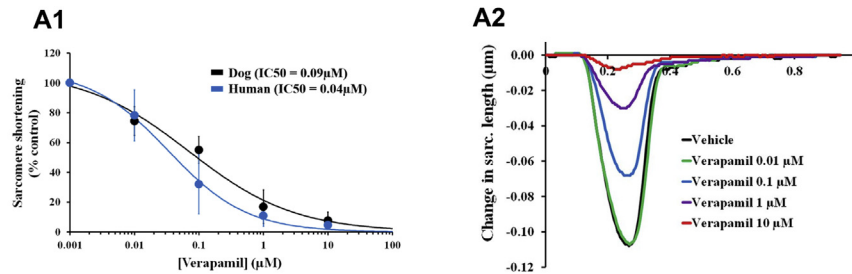 A1
120
100
80
60
40
20
0
Sarcomere shortening
(% control)
Dog (IC50 = 0.09µM)
Human (IC50 = 0.04µM)
0.001
0.01
0.1
1
10
100
[Verapamil] (µM)
A2
0.00
-0.02
-0.04
-0.06
-0.08
-0.10
-0.12
Change in sarc. length (µm)
0
0.2
0.4
0.6
0.8
Vehicle
Verapamil 0.01 µM
Verapamil 0.1 µM
Verapamil 1 µM
Verapamil 10 µM